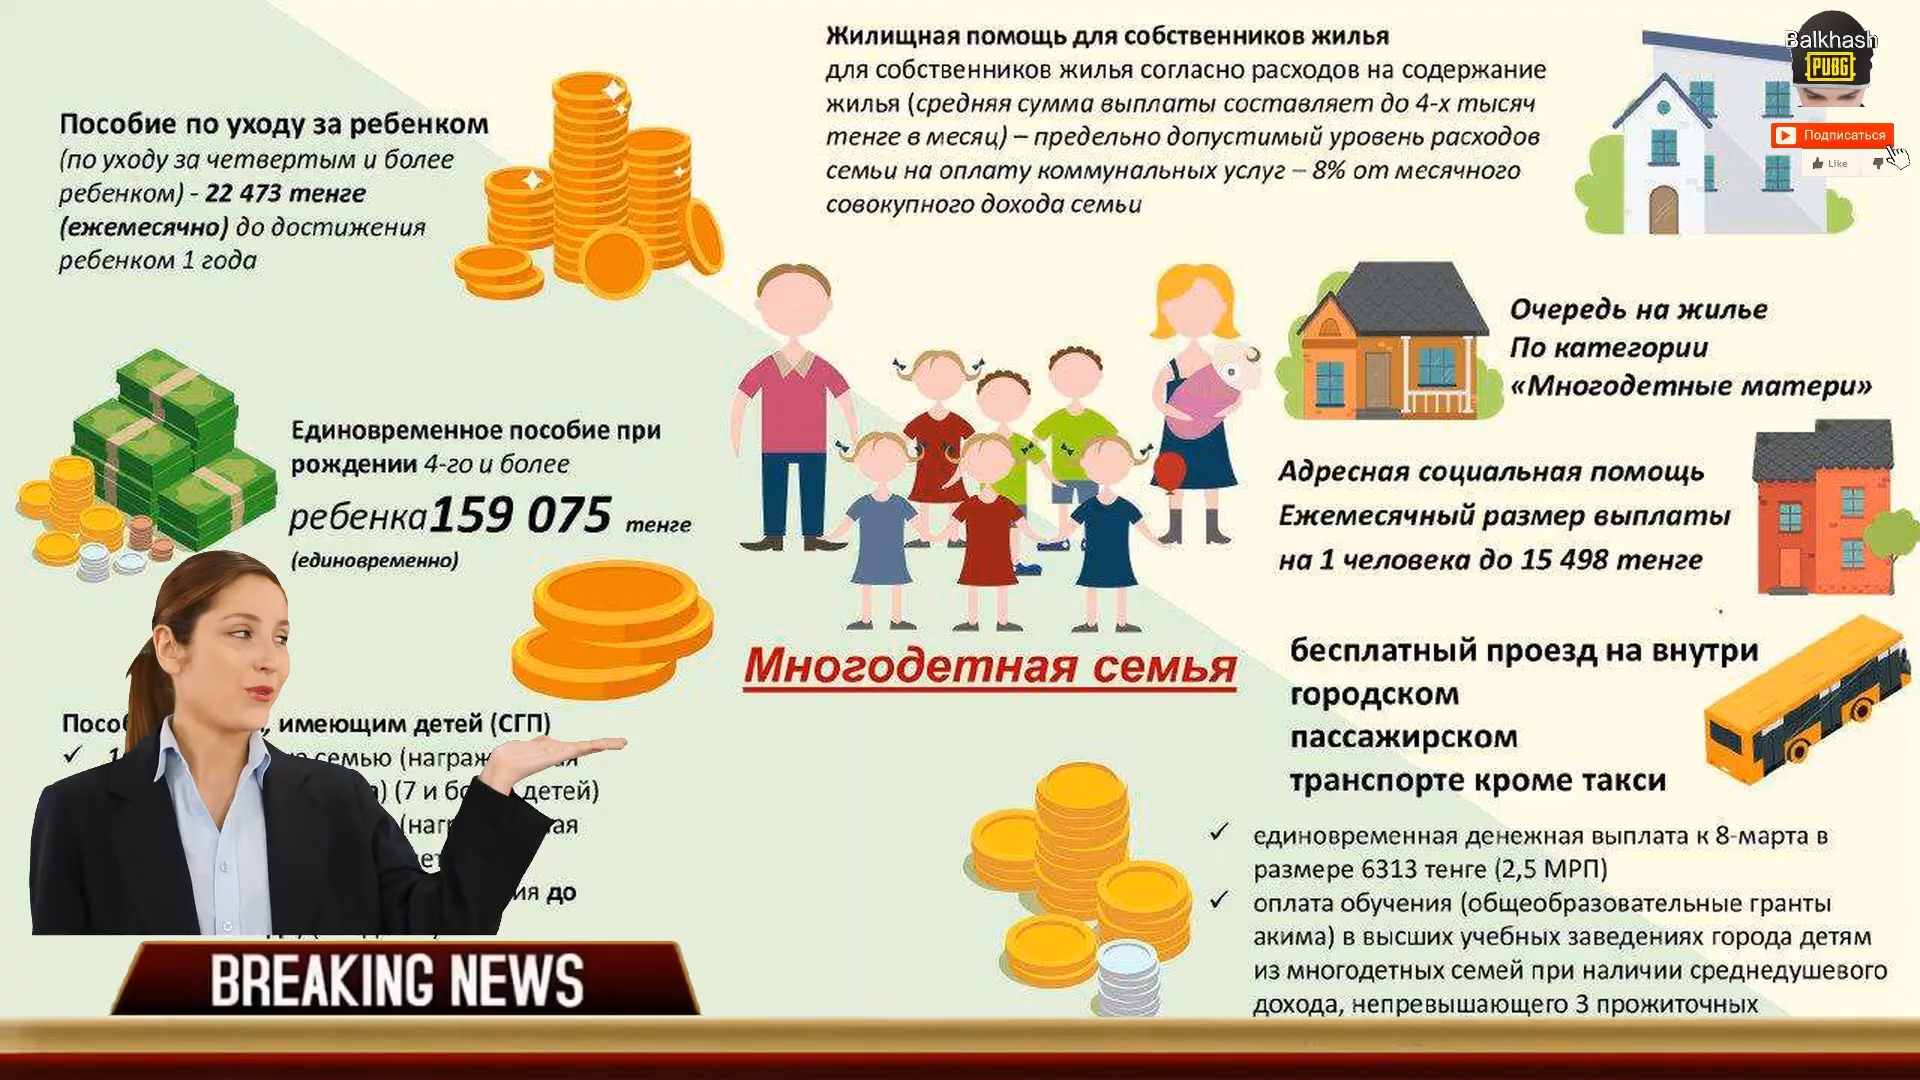 Пособие по уходу за ребенком
(по уходу за четвертым и более
ребенком) - 22 473 тенге
(ежемесячно) до достижения
ребенком 1 года
Единовременное пособие при
рождении 4-го и более
ребенка 159 075 тенге
(единовременно)
имеющим детей (СГП)
семью
(7 и детей)
до
BREAKING NEWS
Жилищная помощь для собственников жилья
для собственников жилья согласно расходов на содержание
жилья (средняя сумма выплаты составляет до 4-х тысяч
тенге в месяц) – предельно допустимый уровень расходов
семьи на оплату коммунальных услуг – 8% от месячного
совокупного дохода семьи
Balkhash
PUBG
Подписаться
Like
Очередь на жилье
По категории
«Многодетные матери»
Адресная социальная помощь
Ежемесячный размер выплаты
на 1 человека до 15 498 тенге
Многодетная семья
бесплатный проезд на внутри
городском
пассажирском
транспорте кроме такси
✓ единовременная денежная выплата к 8-марта в
размере 6313 тенге (2,5 МРП)
✓ оплата обучения (общеобразовательные гранты
акима) в высших учебных заведениях города детям
из многодетных семей при наличии среднедушевого
дохода, непревышающего 3 прожиточных